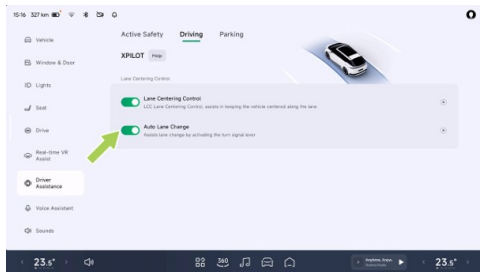 15:16 327 km
Active Safety Driving Parking
Vehicle
XPILOT Help
Window & Door
Lane Centering Control
Lights
Lane Centering Control
LCC Lane Centering Control, assists in keeping the vehicle centered along the lane
Seat
Auto Lane Change
Assists lane change by activating the turn signal lever
Drive
Real-time VR
Assist
Driver
Assistance
Voice Assistant
Sounds
23.5° 360 23.5°